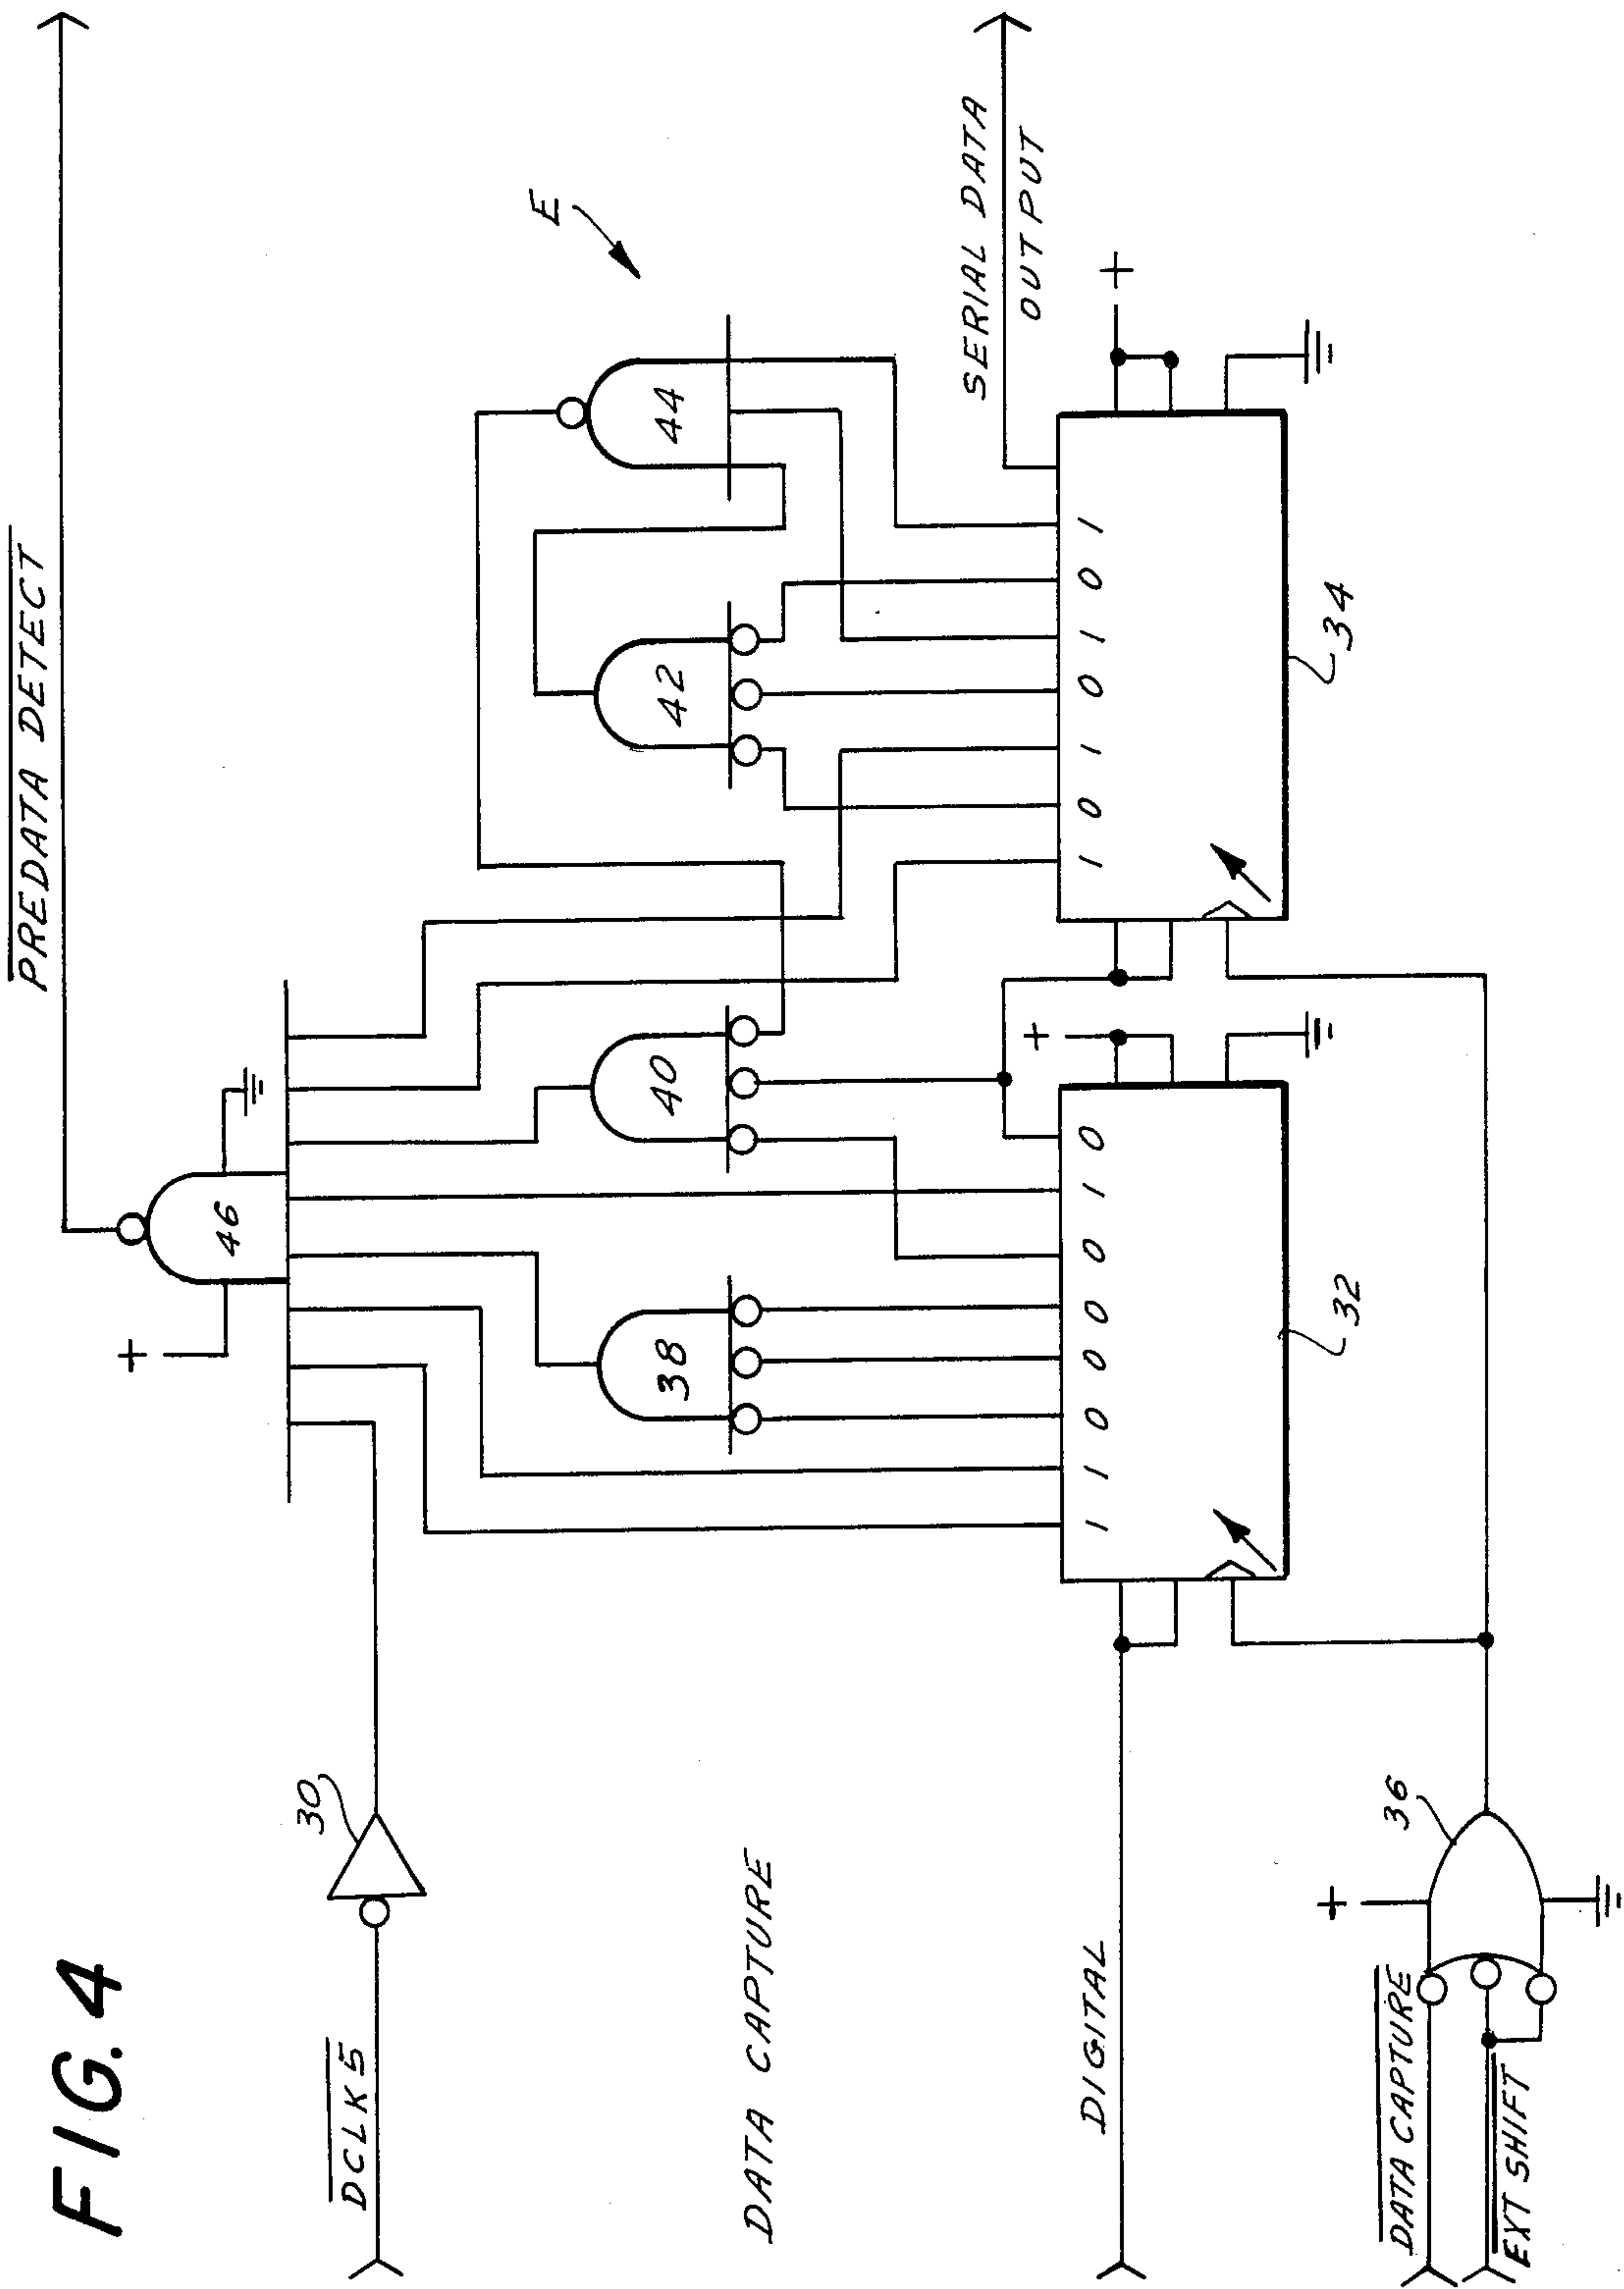 FIG. 4
PREDATA DETECT
DCLK5
30
+
46
E
38
40
42
44
DATA CAPTURE
SERIAL DATA
OUTPUT
DIGITAL
1 1 0 0 0 0 1 0
+
1 0 1 0 1 0 1
+
32
34
DATA CAPTURE
EXT SHIFT
+
36